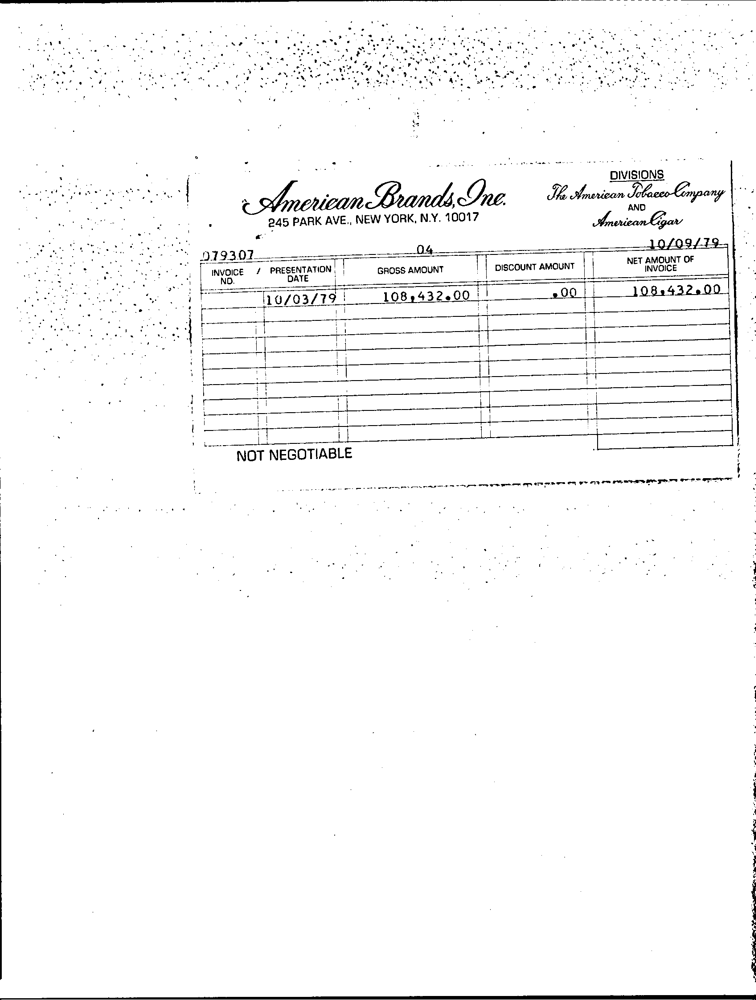 American Brands, Inc.
245 PARK AVE., NEW YORK, N.Y. 10017
DIVISIONS
The American Tobacco Company
AND
American Cigar
079307 04 10/09/79
INVOICE NO. / PRESENTATION DATE GROSS AMOUNT DISCOUNT AMOUNT NET AMOUNT OF INVOICE
10/03/79 108,432.00 .00 108,432.00
NOT NEGOTIABLE